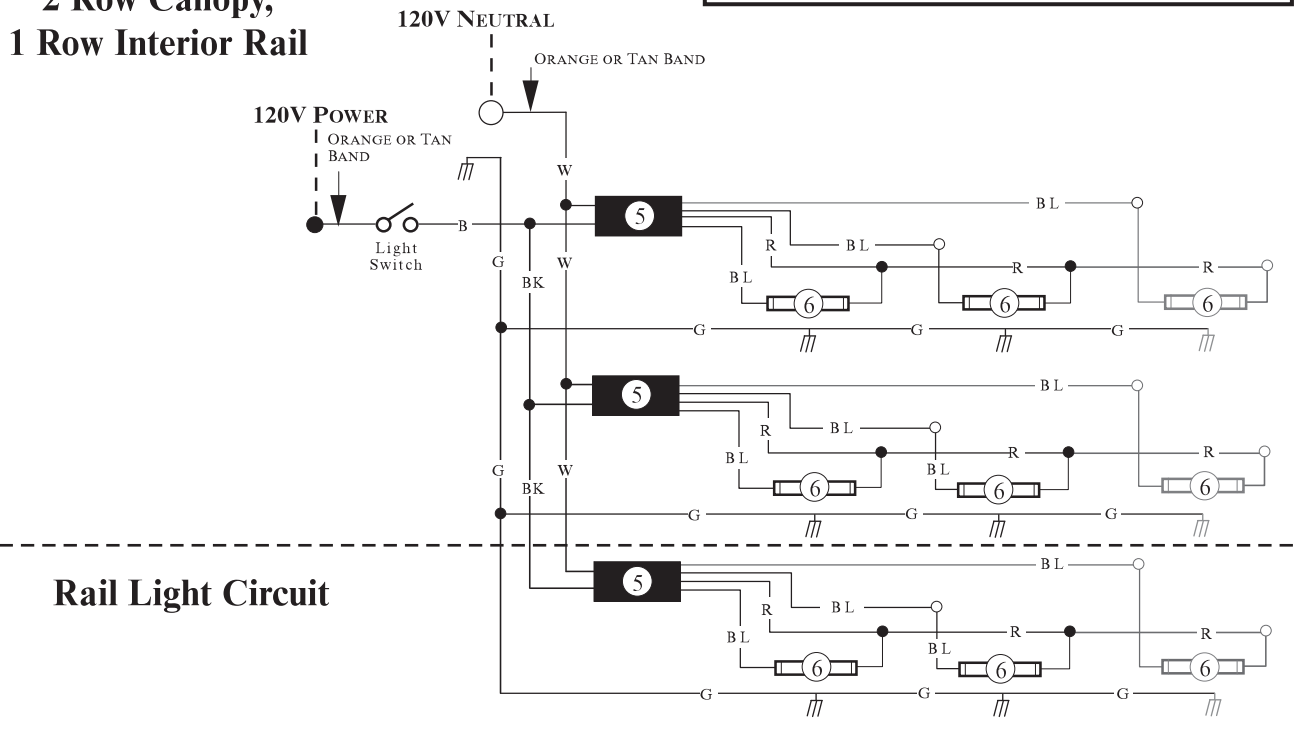 2 Row Canopy,
1 Row Interior Rail
120V NEUTRAL
ORANGE OR TAN BAND
120V POWER
ORANGE OR TAN
BAND
W
5
BL
B
Light
Switch
R
BL
G
W
R
R
BK
BL
6
6
6
G
G
G
5
BL
R
BL
R
R
BL
BL
G
W
BK
6
6
6
G
G
G
5
BL
Rail Light Circuit
R
BL
R
R
BL
BL
6
6
6
G
G
G